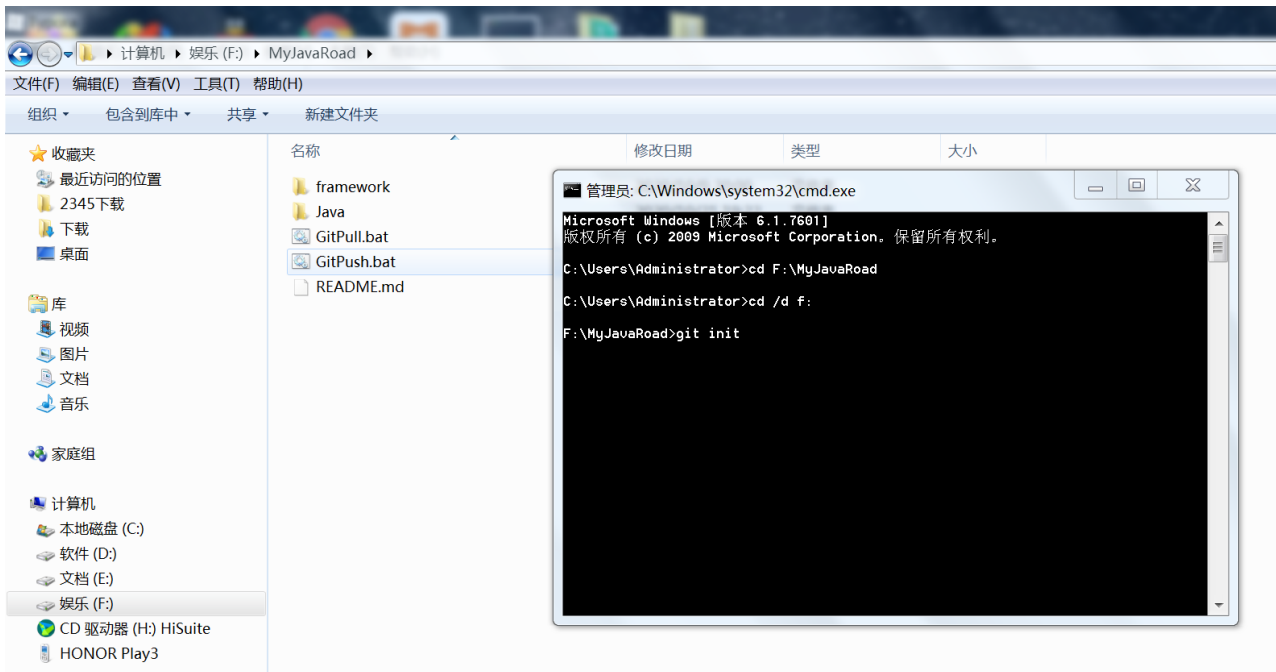 计算机 娱乐 (F:) MyJavaRoad
文件(F) 编辑(E) 查看(V) 工具(T) 帮助(H)
组织 包含到库中 共享 新建文件夹
收藏夹
最近访问的位置
2345下载
下载
桌面
库
视频
图片
文档
音乐
家庭组
计算机
本地磁盘 (C:)
软件 (D:)
文档 (E:)
娱乐 (F:)
CD 驱动器 (H:) HiSuite
HONOR Play3
名称 修改日期 类型 大小
framework
Java
GitPull.bat
GitPush.bat
README.md
管理员: C:\Windows\system32\cmd.exe
Microsoft Windows [版本 6.1.7601]
版权所有 (c) 2009 Microsoft Corporation。保留所有权利。
C:\Users\Administrator>cd F:\MyJavaRoad
C:\Users\Administrator>cd /d f:
F:\MyJavaRoad>git init